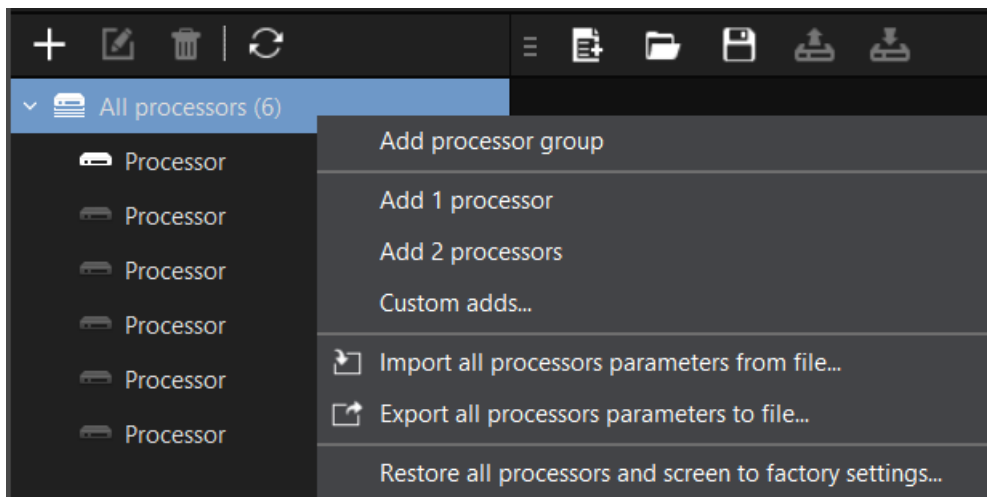 All processors (6)
Processor
Processor
Processor
Processor
Processor
Processor
Add processor group
Add 1 processor
Add 2 processors
Custom adds...
Import all processors parameters from file...
Export all processors parameters to file...
Restore all processors and screen to factory settings...